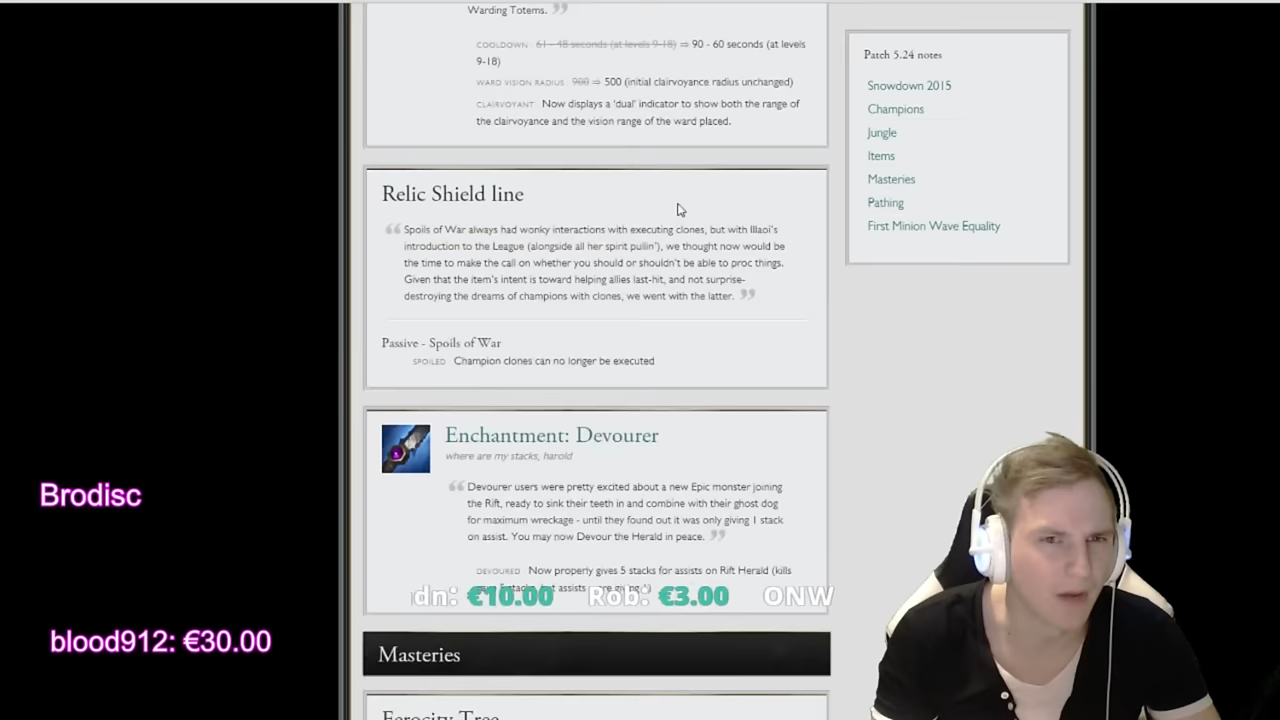 Warding Totems.
COOLDOWN 61 - 48 seconds (at levels 9-18) ⇒ 90 - 60 seconds (at levels
9-18)
WARD VISION RADIUS 900 ⇒ 500 (initial clairvoyance radius unchanged)
CLAIRVOYANT Now displays a 'dual' indicator to show both the range of
the clairvoyance and the vision range of the ward placed.
Relic Shield line
Spoils of War always had wonky interactions with executing clones, but with Illaoi's
introduction to the League (alongside all her spirit pullin'), we thought now would be
the time to make the call on whether you should or shouldn't be able to proc things.
Given that the item's intent is toward helping allies last-hit, and not surprise-
destroying the dreams of champions with clones, we went with the latter.
Passive - Spoils of War
SPOILED Champion clones can no longer be executed
Enchantment: Devourer
where are my stacks, harold
Devourer users were pretty excited about a new Epic monster joining
the Rift, ready to sink their teeth in and combine with their ghost dog
for maximum wreckage - until they found out it was only giving 1 stack
on assist. You may now Devour the Herald in peace.
DEVOURED Now properly gives 5 stacks for assists on Rift Herald (kills
Masteries
Ferocity Tree
Patch 5.24 notes
Snowdown 2015
Champions
Jungle
Items
Masteries
Pathing
First Minion Wave Equality
Brodisc
blood912: €30.00
dn: €10.00 Rob: €3.00 ONW